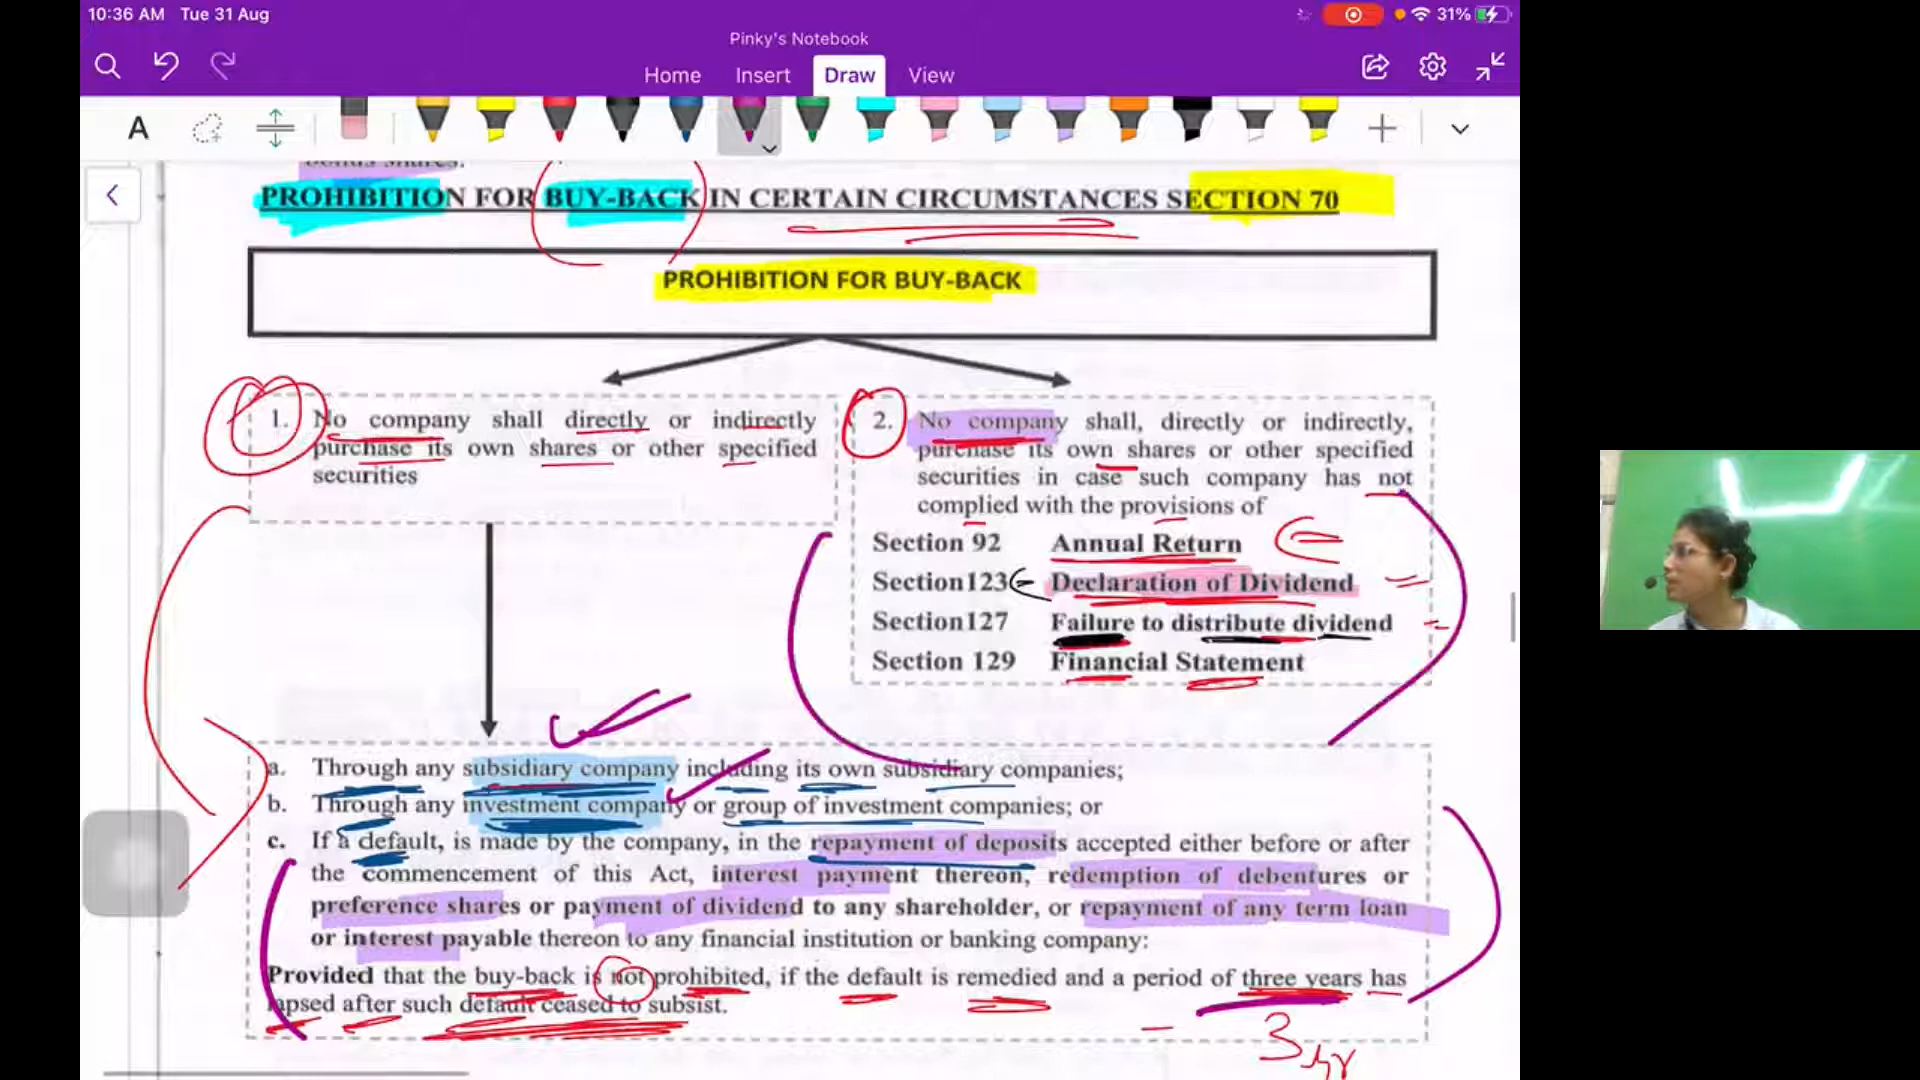 10:36 AM Tue 31 Aug
31%
Pinky's Notebook
Home Insert Draw View
A
bonus shares.
PROHIBITION FOR BUY-BACK IN CERTAIN CIRCUMSTANCES SECTION 70
PROHIBITION FOR BUY-BACK
1. No company shall directly or indirectly
purchase its own shares or other specified
securities
2. No company shall, directly or indirectly,
purchase its own shares or other specified
securities in case such company has not
complied with the provisions of
Section 92 Annual Return
Section123 Declaration of Dividend
Section127 Failure to distribute dividend
Section 129 Financial Statement
a. Through any subsidiary company including its own subsidiary companies;
b. Through any investment company or group of investment companies; or
c. If a default, is made by the company, in the repayment of deposits accepted either before or after
the commencement of this Act, interest payment thereon, redemption of debentures or
preference shares or payment of dividend to any shareholder, or repayment of any term loan
or interest payable thereon to any financial institution or banking company:
Provided that the buy-back is not prohibited, if the default is remedied and a period of three years has
lapsed after such default ceased to subsist.
3 yr